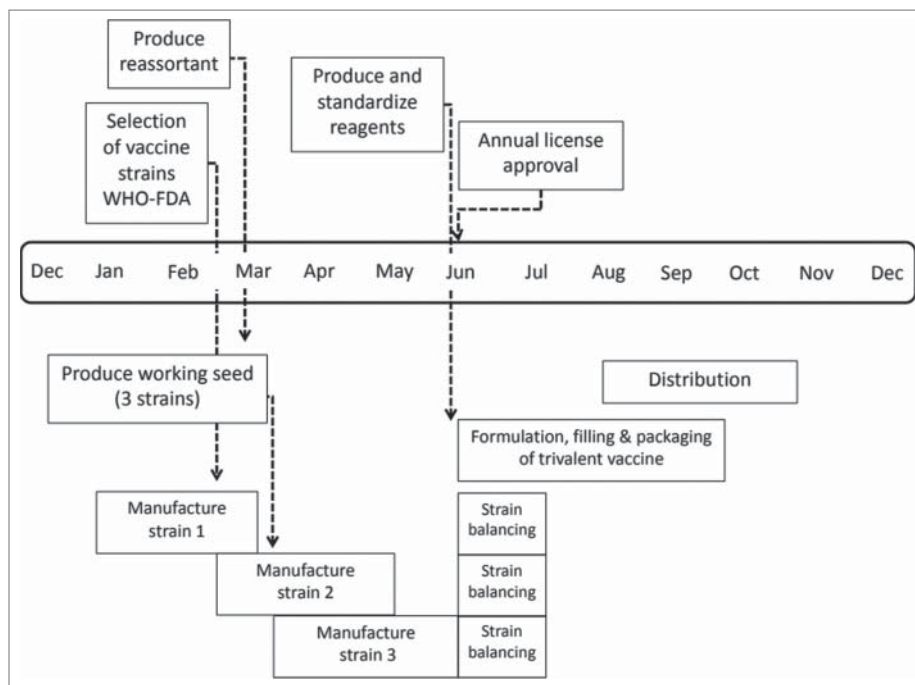 Produce
reassortant
Selection
of vaccine
strains
WHO-FDA
Produce and
standardize
reagents
Annual license
approval
Dec Jan Feb Mar Apr May Jun Jul Aug Sep Oct Nov Dec
Produce working seed
(3 strains)
Distribution
Formulation, filling & packaging
of trivalent vaccine
Manufacture
strain 1
Strain
balancing
Manufacture
strain 2
Strain
balancing
Manufacture
strain 3
Strain
balancing